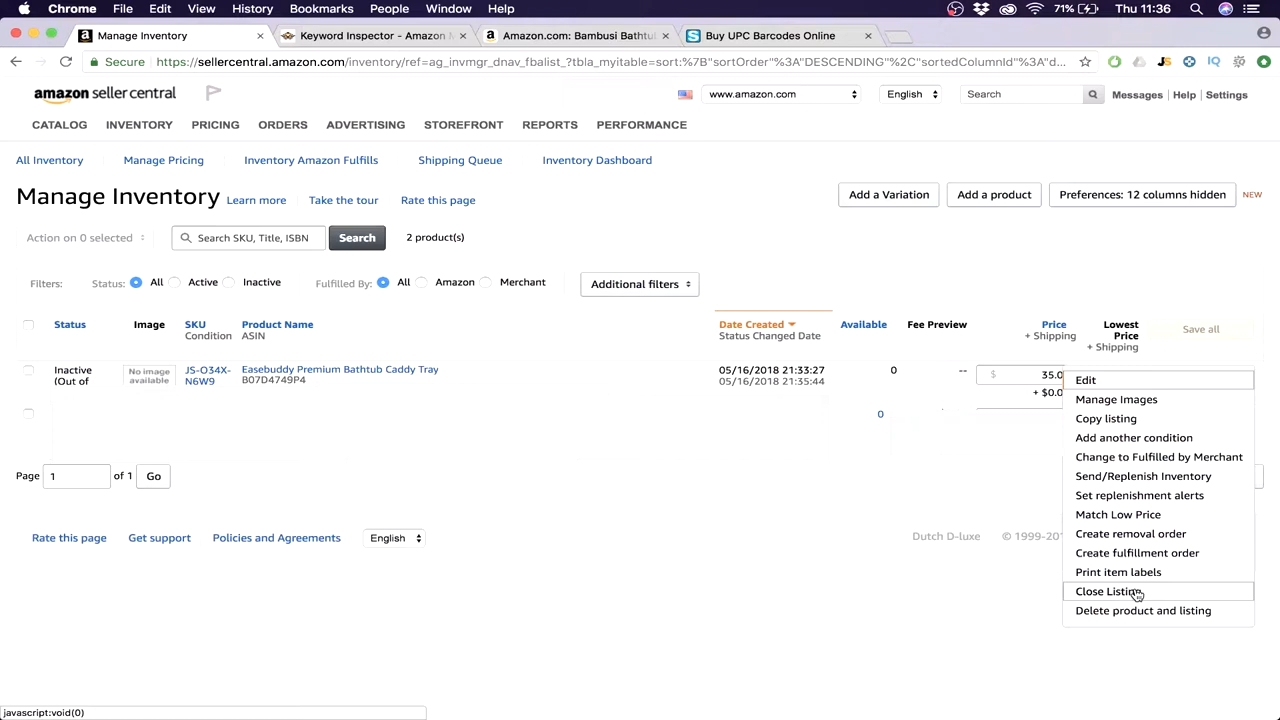 Chrome File Edit View History Bookmarks People Window Help 71% Thu 11:36
Manage Inventory
Keyword Inspector - Amazon M
Amazon.com: Bambusi Bathtul
Buy UPC Barcodes Online
Secure https://sellercentral.amazon.com/inventory/ref=ag_invmgr_dnav_fbalist_?tbla_myitable=sort:%7B"sortOrder"%3A"DESCENDING"%2C"sortedColumnId"%3A"d...
amazon seller central
www.amazon.com
English
Search
Messages | Help | Settings
CATALOG INVENTORY PRICING ORDERS ADVERTISING STOREFRONT REPORTS PERFORMANCE
All Inventory Manage Pricing Inventory Amazon Fulfills Shipping Queue Inventory Dashboard
Manage Inventory Learn more Take the tour Rate this page
Add a Variation Add a product Preferences: 12 columns hidden NEW
Action on 0 selected Search SKU, Title, ISBN Search 2 product(s)
Filters: Status: All Active Inactive Fulfilled By: All Amazon Merchant Additional filters
Status Image SKU Product Name Date Created Available Fee Preview Price Lowest Save all
Condition ASIN Status Changed Date + Shipping Price
+ Shipping
Inactive No image JS-O34X- Easebuddy Premium Bathtub Caddy Tray 05/16/2018 21:33:27 0 -- $ 35.0
(Out of available N6W9 B07D4749P4 05/16/2018 21:35:44
+ $0.0
0
Edit
Manage Images
Copy listing
Add another condition
Change to Fulfilled by Merchant
Send/Replenish Inventory
Set replenishment alerts
Match Low Price
Create removal order
Create fulfillment order
Print item labels
Close Listing
Delete product and listing
Page 1 of 1 Go
Rate this page Get support Policies and Agreements English Dutch D-luxe © 1999-201
javascript:void(0)